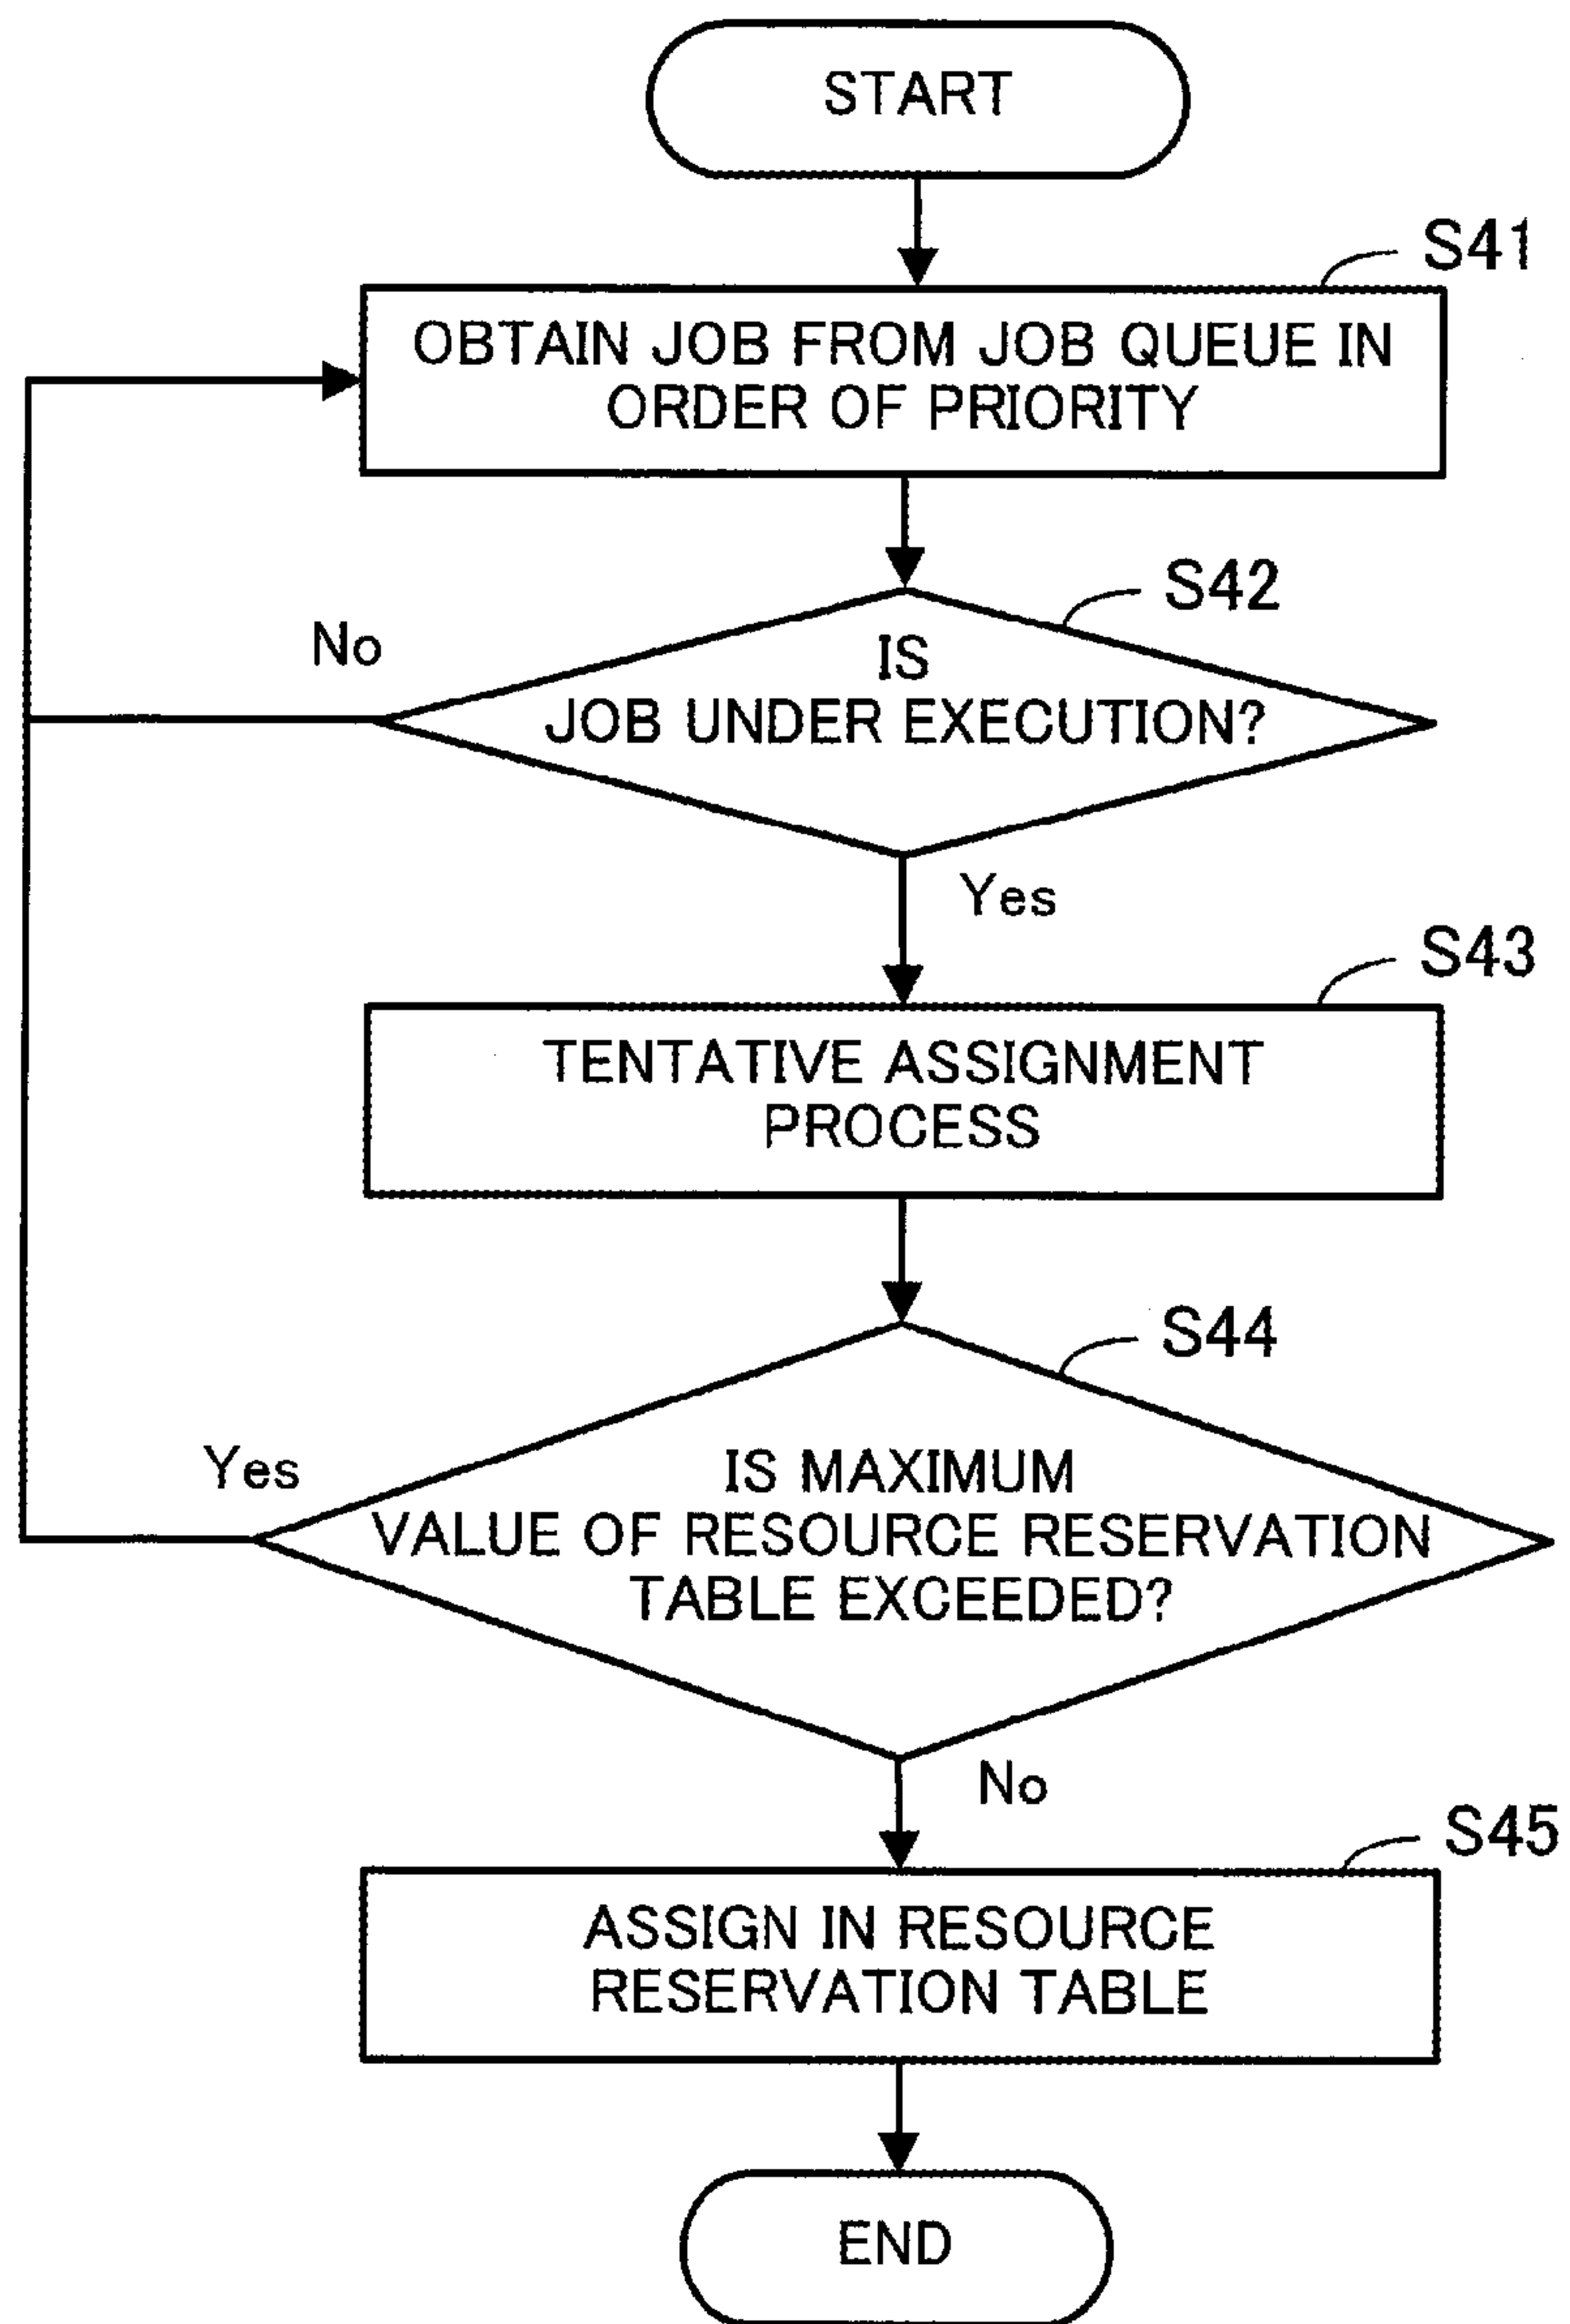 START
S41
OBTAIN JOB FROM JOB QUEUE IN
ORDER OF PRIORITY
S42
No
IS
JOB UNDER EXECUTION?
Yes
S43
TENTATIVE ASSIGNMENT
PROCESS
S44
Yes
IS MAXIMUM
VALUE OF RESOURCE RESERVATION
TABLE EXCEEDED?
No
S45
ASSIGN IN RESOURCE
RESERVATION TABLE
END